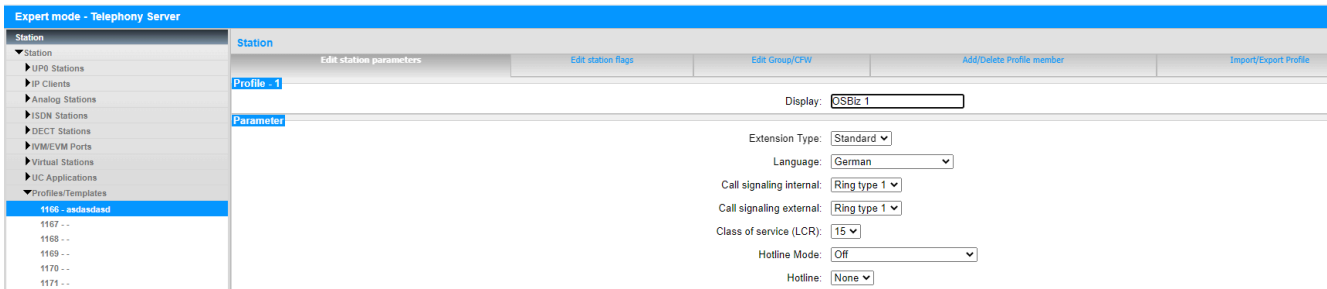 Expert mode - Telephony Server
Station
Station
UP0 Stations
IP Clients
Analog Stations
ISDN Stations
DECT Stations
IVM/EVM Ports
Virtual Stations
UC Applications
Profiles/Templates
1166 - asdasdasd
1167 - -
1168 - -
1169 - -
1170 - -
1171 - -
Station
Edit station parameters Edit station flags Edit Group/CFW Add/Delete Profile member Import/Export Profile
Profile - 1
Display: OSBiz 1
Parameter
Extension Type: Standard
Language: German
Call signaling internal: Ring type 1
Call signaling external: Ring type 1
Class of service (LCR): 15
Hotline Mode: Off
Hotline: None